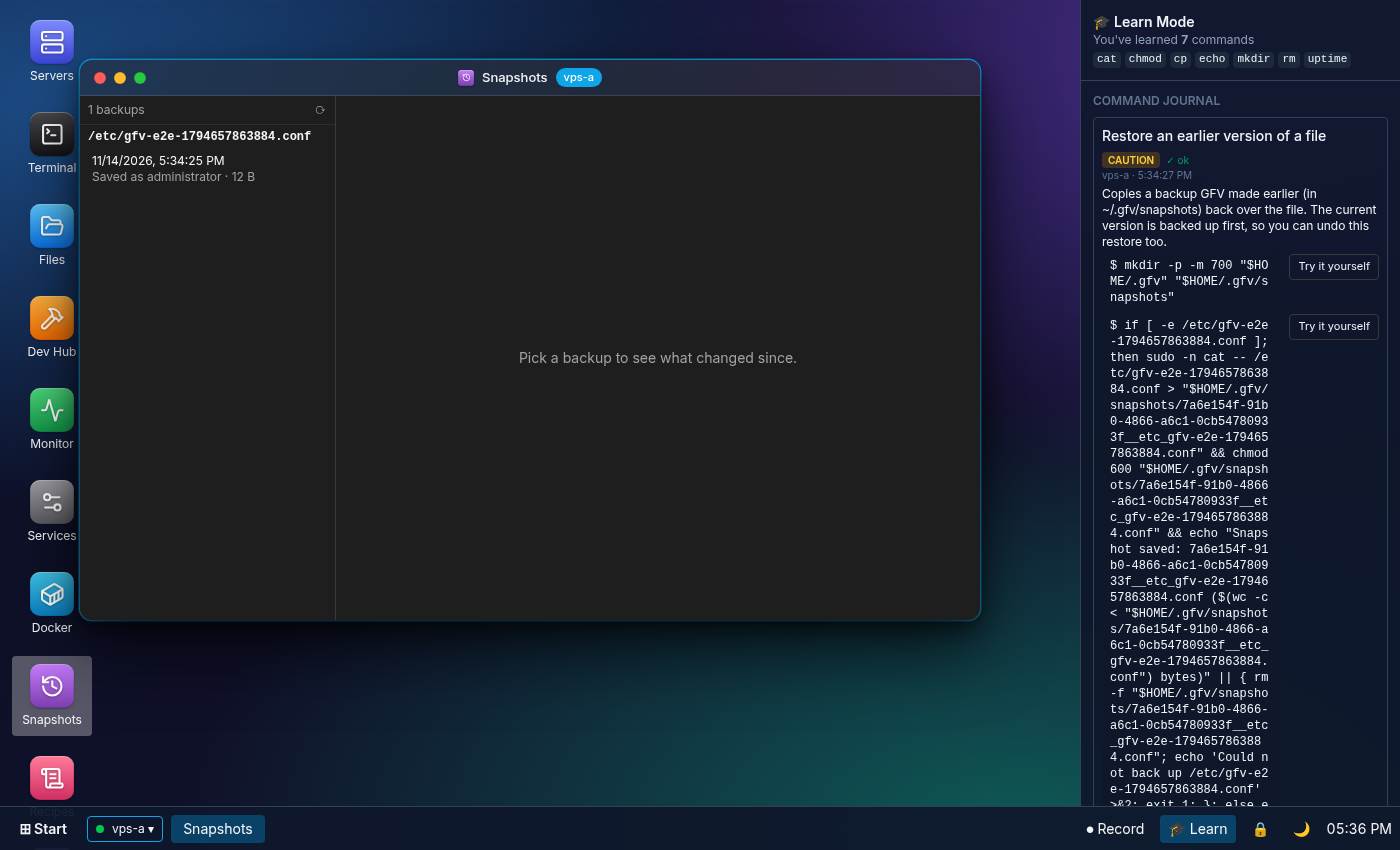 Servers
Terminal
Files
Dev Hub
Monitor
Services
Docker
Snapshots
Recipes
Snapshots vps-a
1 backups
/etc/gfv-e2e-1794657863884.conf
11/14/2026, 5:34:25 PM
Saved as administrator · 12 B
Pick a backup to see what changed since.
🎓 Learn Mode
You've learned 7 commands
cat chmod cp echo mkdir rm uptime
COMMAND JOURNAL
Restore an earlier version of a file
CAUTION ✓ ok
vps-a · 5:34:27 PM
Copies a backup GFV made earlier (in
~/.gfv/snapshots) back over the file. The current
version is backed up first, so you can undo this
restore too.
$ mkdir -p -m 700 "$HO
ME/.gfv" "$HOME/.gfv/s
napshots"
Try it yourself
$ if [ -e /etc/gfv-e2e
-1794657863884.conf ];
then sudo -n cat -- /e
tc/gfv-e2e-17946578638
84.conf > "$HOME/.gfv/
snapshots/7a6e154f-91b
0-4866-a6c1-0cb5478093
3f__etc_gfv-e2e-179465
7863884.conf" && chmod
600 "$HOME/.gfv/snapsh
ots/7a6e154f-91b0-4866
-a6c1-0cb54780933f__et
c_gfv-e2e-179465786388
4.conf" && echo "Snaps
hot saved: 7a6e154f-91
b0-4866-a6c1-0cb547809
33f__etc_gfv-e2e-17946
57863884.conf ($(wc -c
< "$HOME/.gfv/snapshot
s/7a6e154f-91b0-4866-a
6c1-0cb54780933f__etc_
gfv-e2e-1794657863884.
conf") bytes)" || { rm
-f "$HOME/.gfv/snapsho
ts/7a6e154f-91b0-4866-
a6c1-0cb54780933f__etc
_gfv-e2e-179465786388
4.conf"; echo 'Could n
ot back up /etc/gfv-e2
e-1794657863884.conf'
>&2; exit 1; }; else e
Try it yourself
⊞ Start
vps-a ▾
Snapshots
● Record
🎓 Learn
05:36 PM